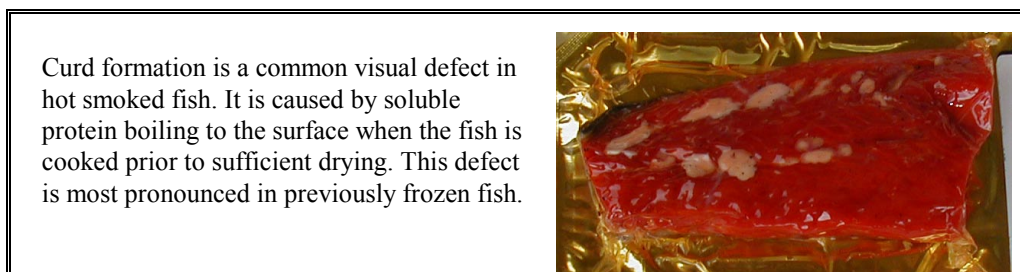 Curd formation is a common visual defect in
hot smoked fish. It is caused by soluble
protein boiling to the surface when the fish is
cooked prior to sufficient drying. This defect
is most pronounced in previously frozen fish.